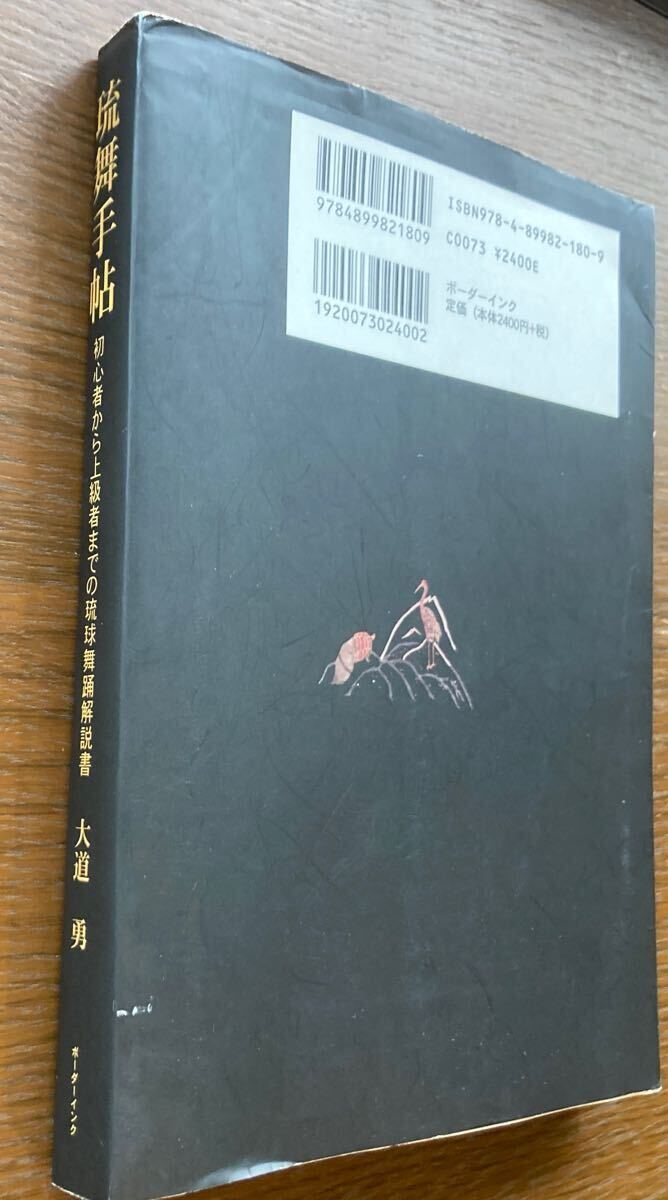 琉舞手帖
初心者から上級者までの琉球舞踊解説書
大道 勇
ボーダーインク
9784899821809
ISBN978-4-89982-180-9
C0073 ¥2400E
1920073024002
ボーダーインク
定価（本体2400円+税）